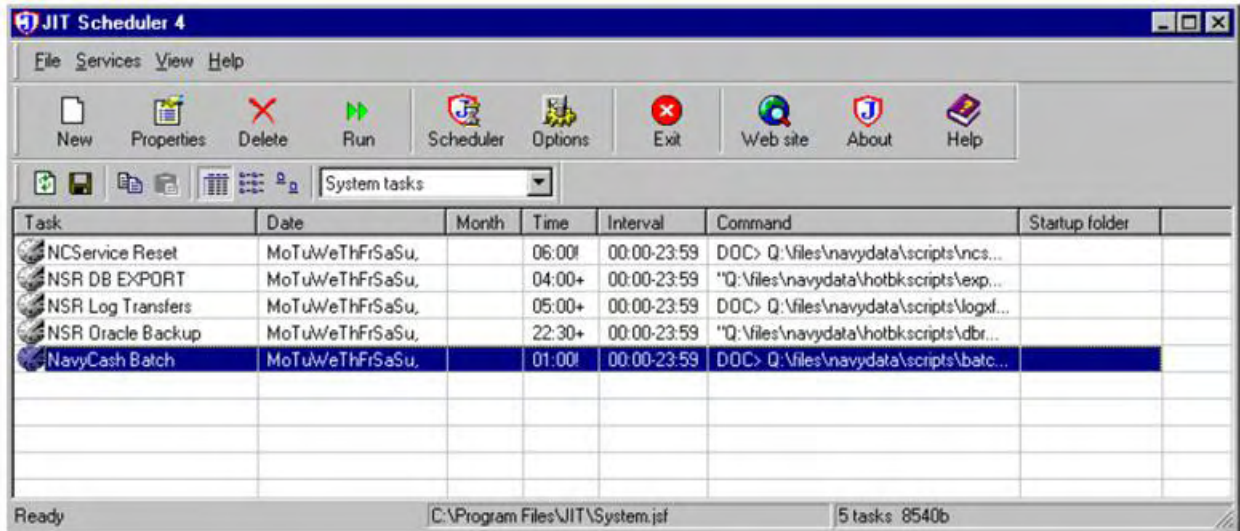 JIT Scheduler 4
File Services View Help
New Properties Delete Run Scheduler Options Exit Web site About Help
System tasks
Task Date Month Time Interval Command Startup folder
NCService Reset MoTuWeThFrSaSu, 06:00! 00:00-23:59 DOC> Q:\files\navydata\scripts\ncs...
NSR DB EXPORT MoTuWeThFrSaSu, 04:00+ 00:00-23:59 "Q:\files\navydata\hotbkscripts\exp...
NSR Log Transfers MoTuWeThFrSaSu, 05:00+ 00:00-23:59 DOC> Q:\files\navydata\scripts\logxf...
NSR Oracle Backup MoTuWeThFrSaSu, 22:30+ 00:00-23:59 "Q:\files\navydata\hotbkscripts\dbr...
NavyCash Batch MoTuWeThFrSaSu, 01:00! 00:00-23:59 DOC> Q:\files\navydata\scripts\batc...
Ready C:\Program Files\JIT\System.jsf 5 tasks 8540b